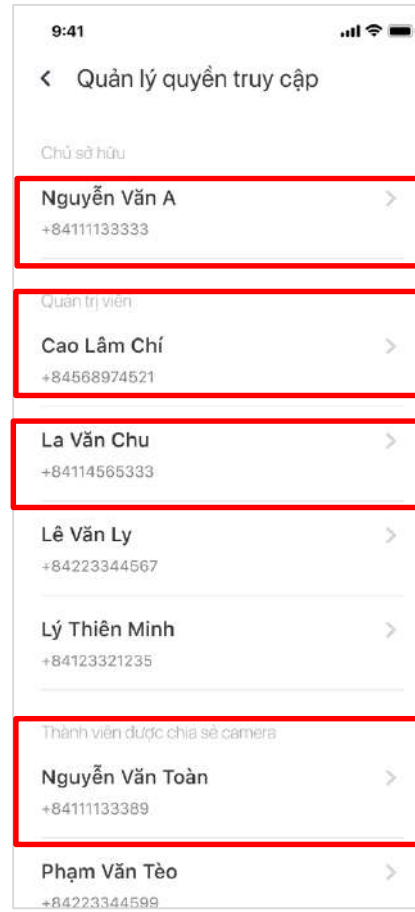 9:41
Quản lý quyền truy cập
Chủ sở hữu
Nguyễn Văn A
+84111133333
Quản trị viên
Cao Lâm Chí
+84568974521
La Văn Chu
+84114565333
Lê Văn Ly
+84223344567
Lý Thiên Minh
+84123321235
Thành viên được chia sẻ camera
Nguyễn Văn Toàn
+84111133389
Phạm Văn Tèo
+84223344599